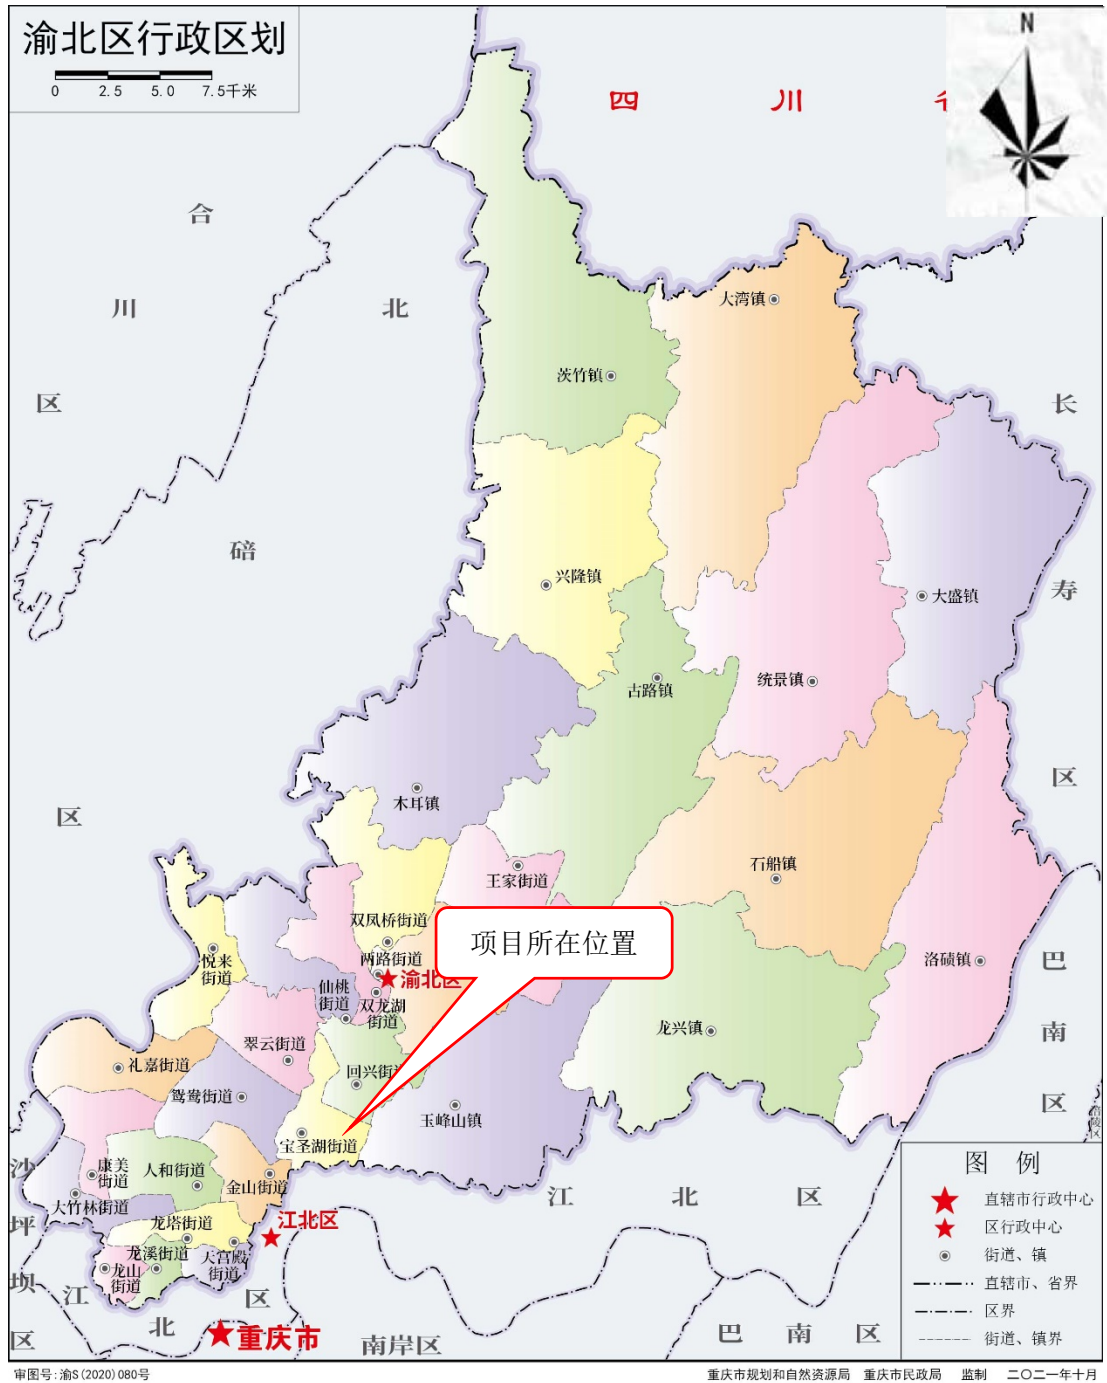 渝北区行政区划
0 2.5 5.0 7.5千米
N
四川
合
川
区
北
碚
区
长
寿
区
大湾镇
茨竹镇
兴隆镇
大盛镇
古路镇
统景镇
木耳镇
王家街道
石船镇
双凤桥街道
项目所在位置
两路街道
渝北区
悦来
街道
仙桃
街道
双龙湖
街道
洛碛镇
龙兴镇
翠云街道
礼嘉街道
回兴街道
鸳鸯街道
玉峰山镇
宝圣湖街道
康美
街道
人和街道
金山街道
大竹林街道
龙塔街道
龙溪街道
天宫殿
街道
龙山
街道
江北区
江北区
重庆市
沙
坪
坝
区
江
北
区
南岸区
巴南区
巴
南
区
涪
陵
区
图例
直辖市行政中心
区行政中心
街道、镇
直辖市、省界
区界
街道、镇界
审图号:渝S(2020)080号
重庆市规划和自然资源局 重庆市民政局 监制 二〇二一年十月